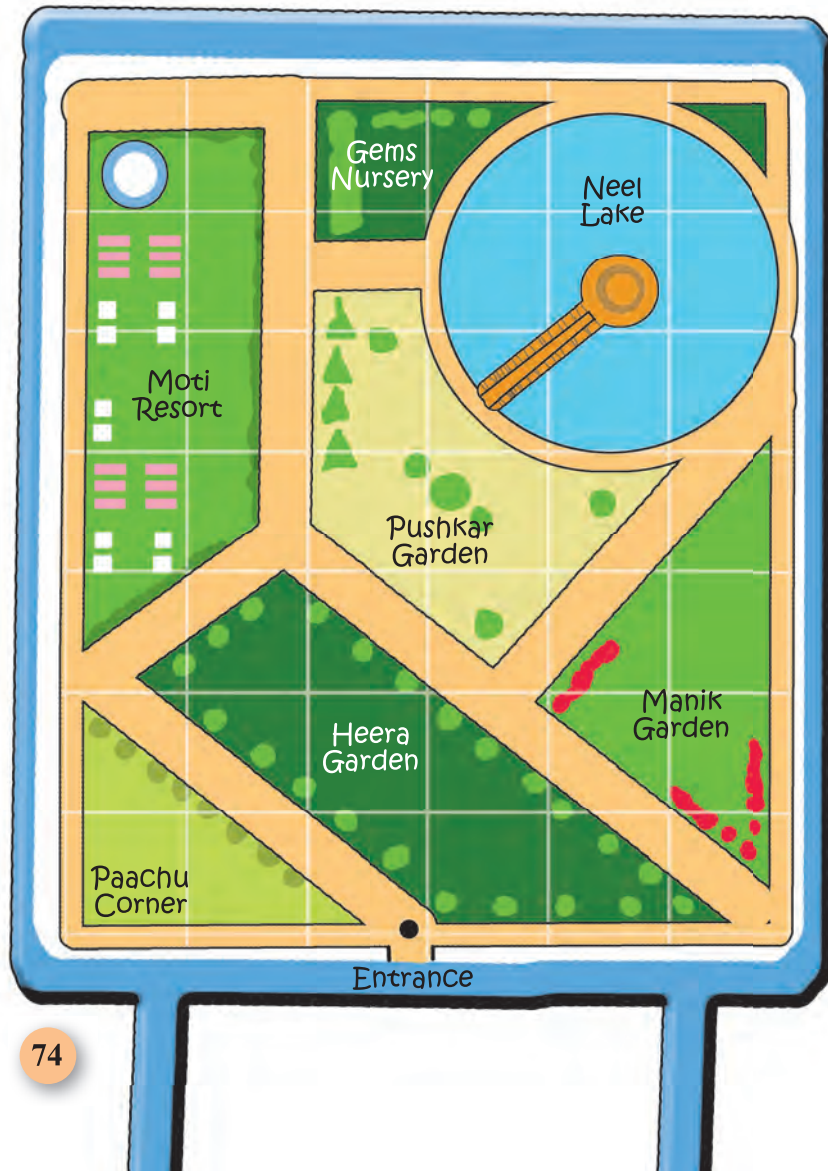 Gems
Nursery
Neel
Lake
Moti
Resort
Pushkar
Garden
Manik
Garden
Heera
Garden
Paachu
Corner
Entrance
74